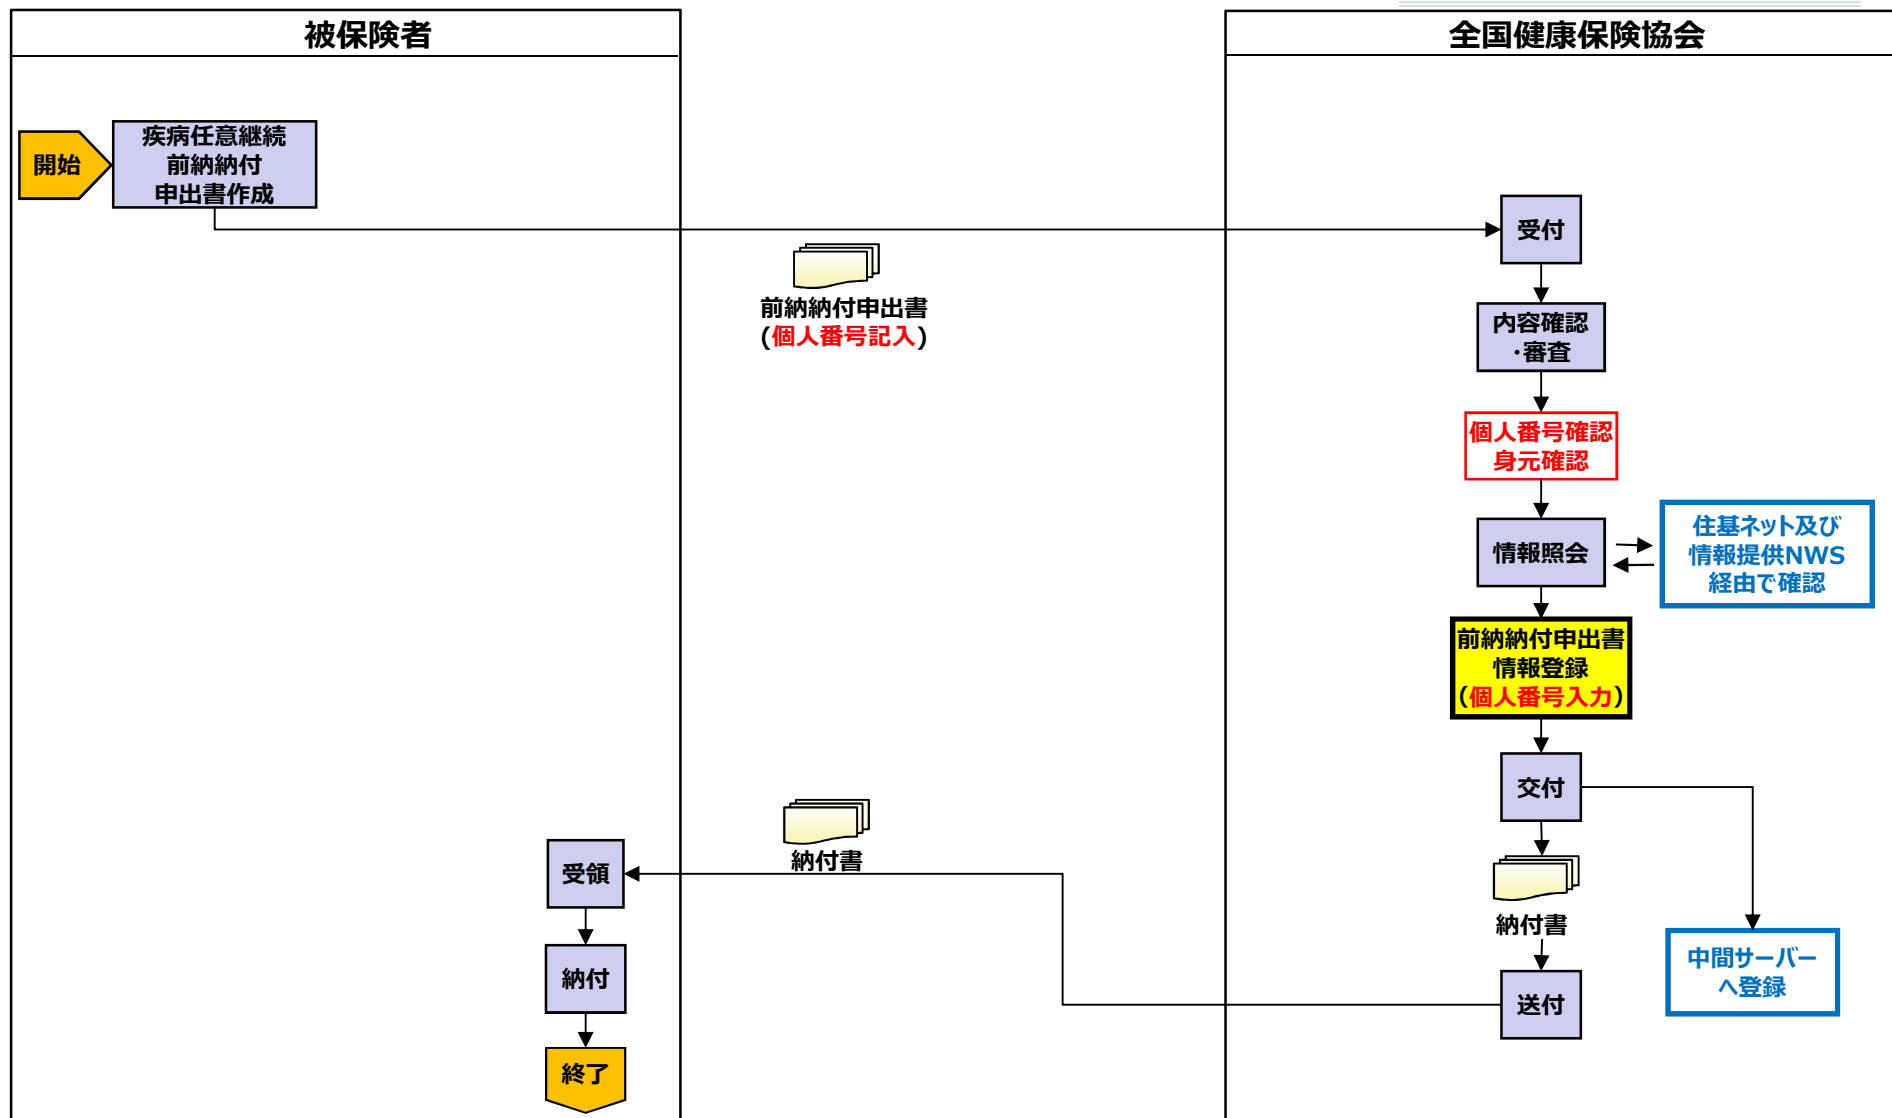 被保険者
全国健康保険協会
開始
疾病任意継続
前納納付
申出書作成
受付
前納納付申出書
(個人番号記入)
内容確認
・審査
個人番号確認
身元確認
情報照会
住基ネット及び
情報提供NWS
経由で確認
前納納付申出書
情報登録
(個人番号入力)
交付
納付書
受領
納付書
中間サーバー
へ登録
納付
送付
終了